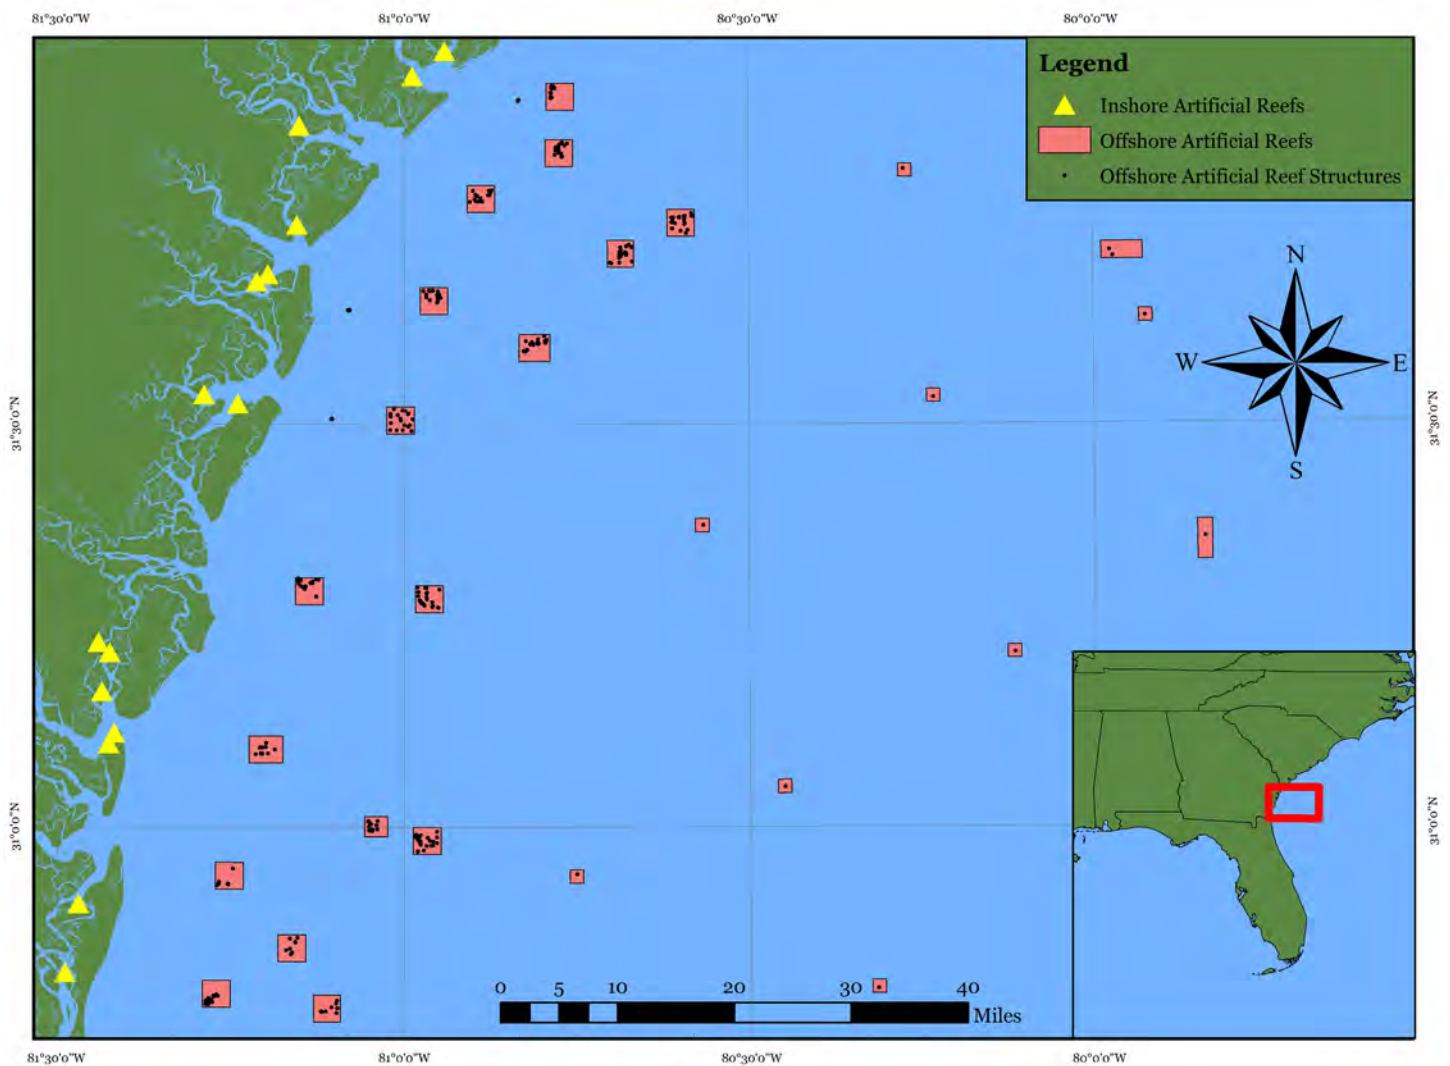 81°30'0"W 81°0'0"W 80°30'0"W 80°0'0"W
Legend
Inshore Artificial Reefs
Offshore Artificial Reefs
Offshore Artificial Reef Structures
N
W E
S
31°30'0"N 31°30'0"N
31°0'0"N 31°0'0"N
0 5 10 20 30 40
Miles
81°30'0"W 81°0'0"W 80°30'0"W 80°0'0"W